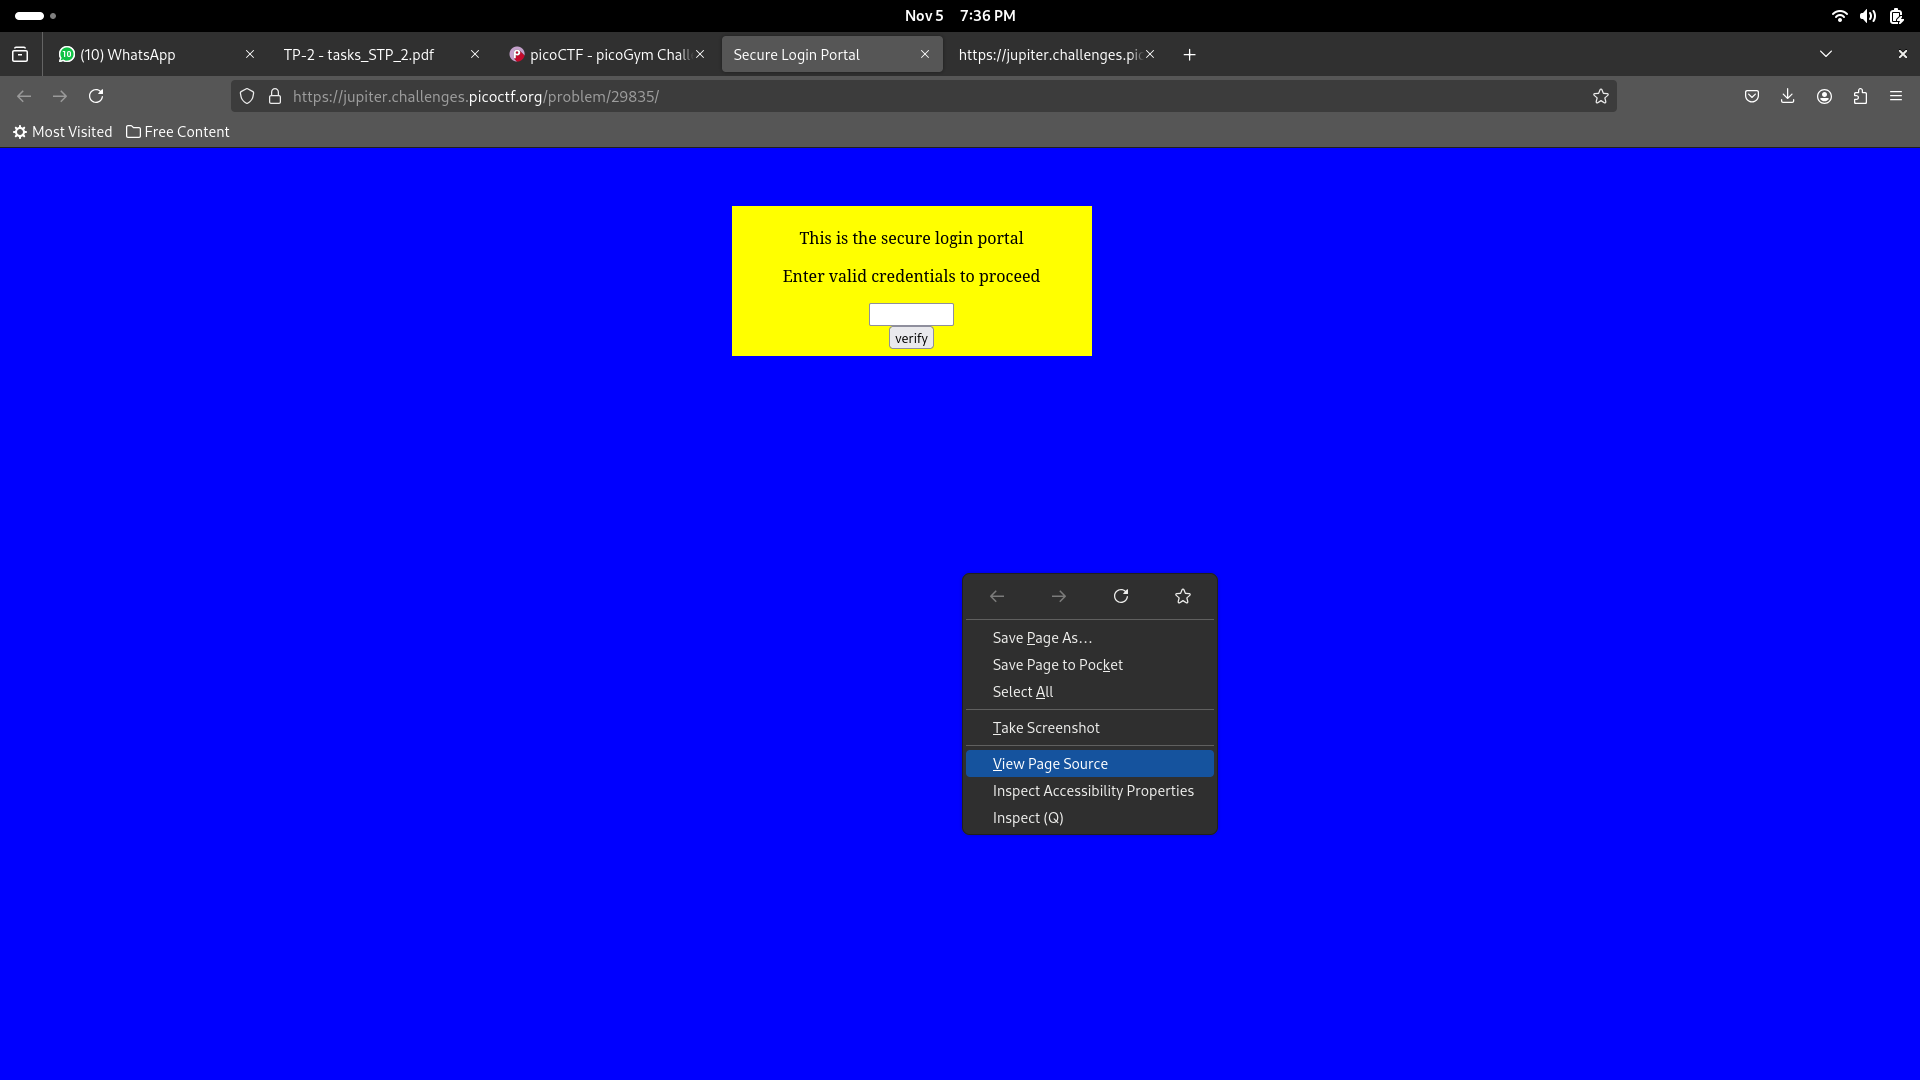 Nov 5 7:36 PM
(10) WhatsApp
TP-2 - tasks_STP_2.pdf
picoCTF - picoGym Chall
Secure Login Portal
https://jupiter.challenges.pic
https://jupiter.challenges.picoctf.org/problem/29835/
Most Visited
Free Content
This is the secure login portal
Enter valid credentials to proceed
verify
Save Page As…
Save Page to Pocket
Select All
Take Screenshot
View Page Source
Inspect Accessibility Properties
Inspect (Q)